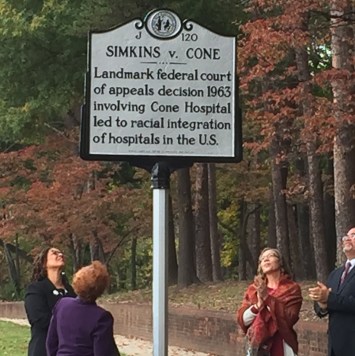 J 120
SIMKINS v. CONE
Landmark federal court
of appeals decision 1963
involving Cone Hospital
led to racial integration
of hospitals in the U.S.